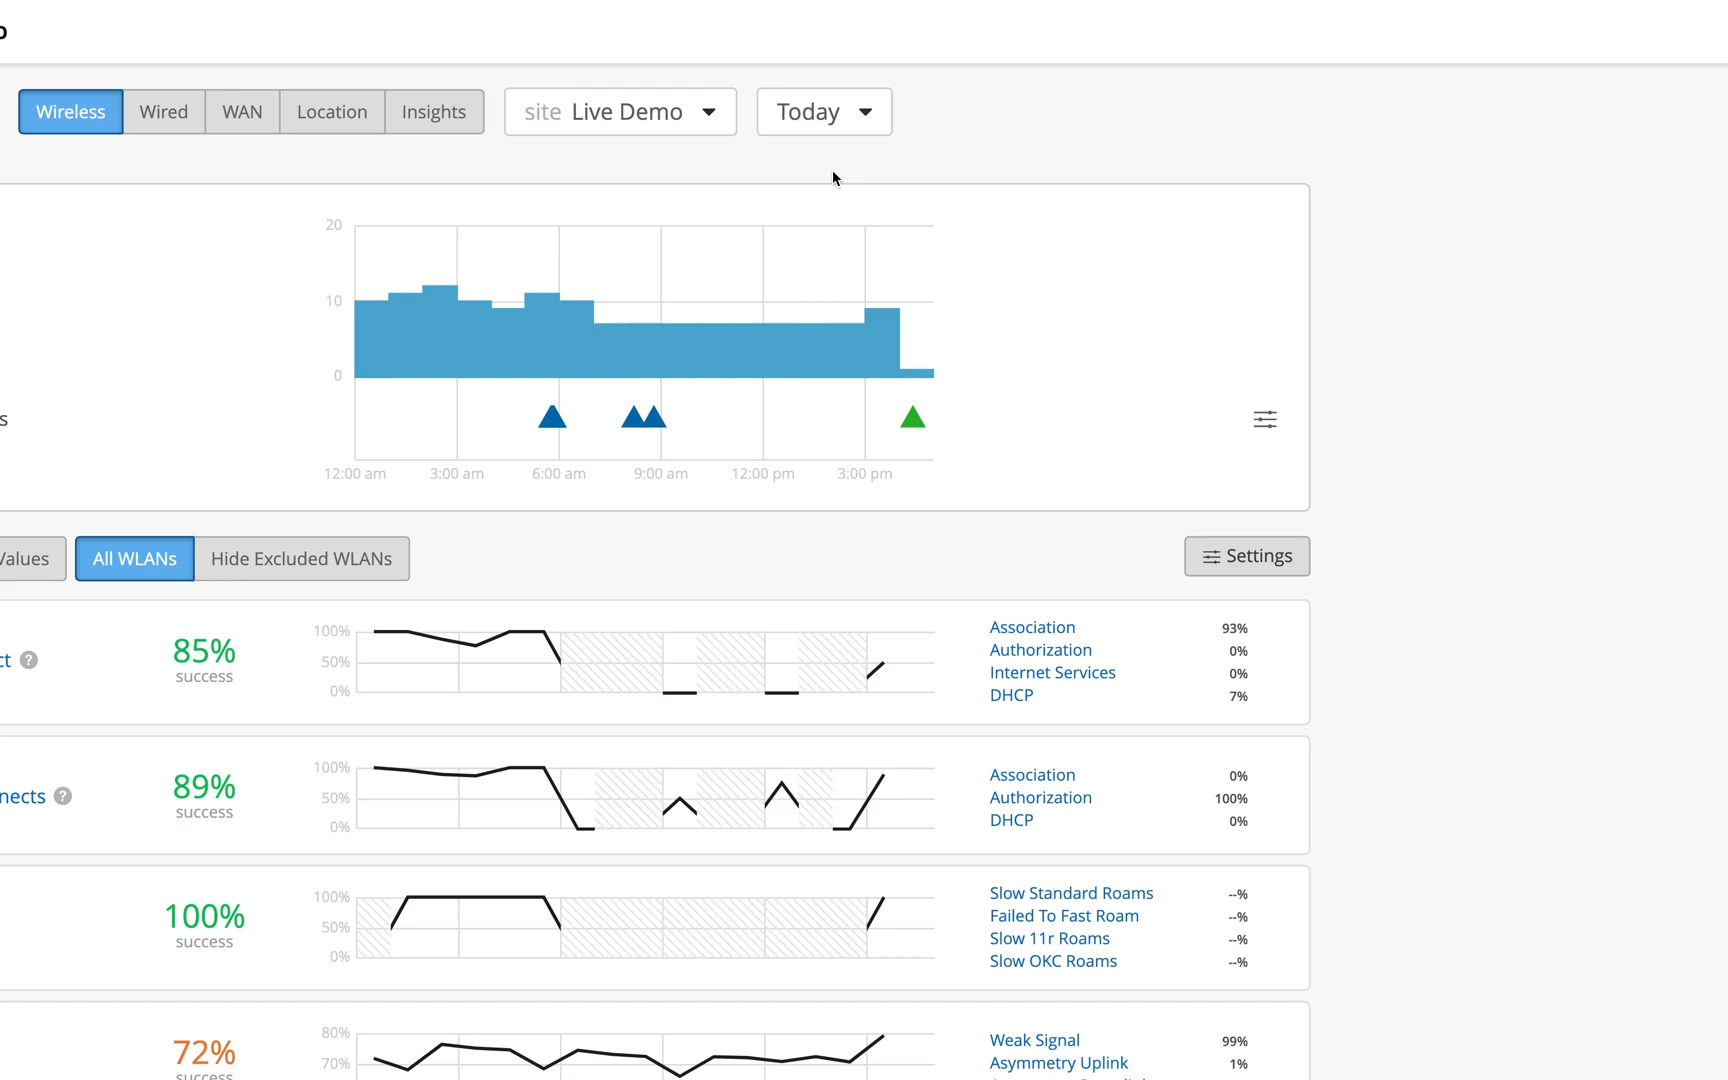 o
Wireless Wired WAN Location Insights site Live Demo Today
20
10
0
s
12:00 am 3:00 am 6:00 am 9:00 am 12:00 pm 3:00 pm
Values All WLANs Hide Excluded WLANs Settings
ct ?
85%
success
100%
50%
0%
Association 93%
Authorization 0%
Internet Services 0%
DHCP 7%
nects ?
89%
success
100%
50%
0%
Association 0%
Authorization 100%
DHCP 0%
100%
success
100%
50%
0%
Slow Standard Roams --%
Failed To Fast Roam --%
Slow 11r Roams --%
Slow OKC Roams --%
72%
success
80%
70%
Weak Signal 99%
Asymmetry Uplink 1%